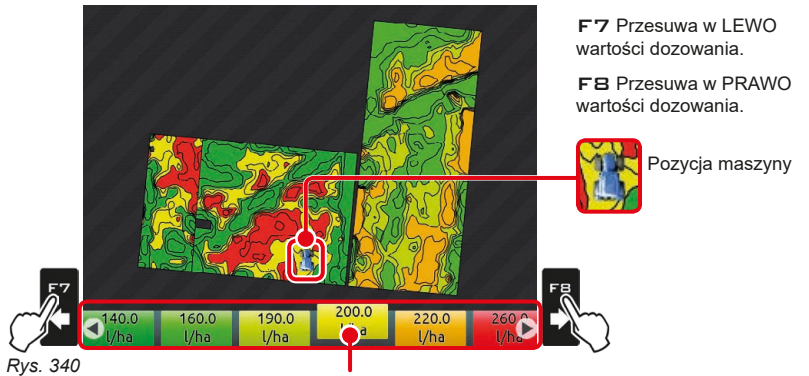 F7 Przesuwa w LEWO
wartości dozowania.
F8 Przesuwa w PRAWO
wartości dozowania.
Pozycja maszyny
F7
F8
140.0 160.0 190.0 200.0 220.0 260.0
l/ha l/ha l/ha l/ha l/ha l/ha
Rys. 340